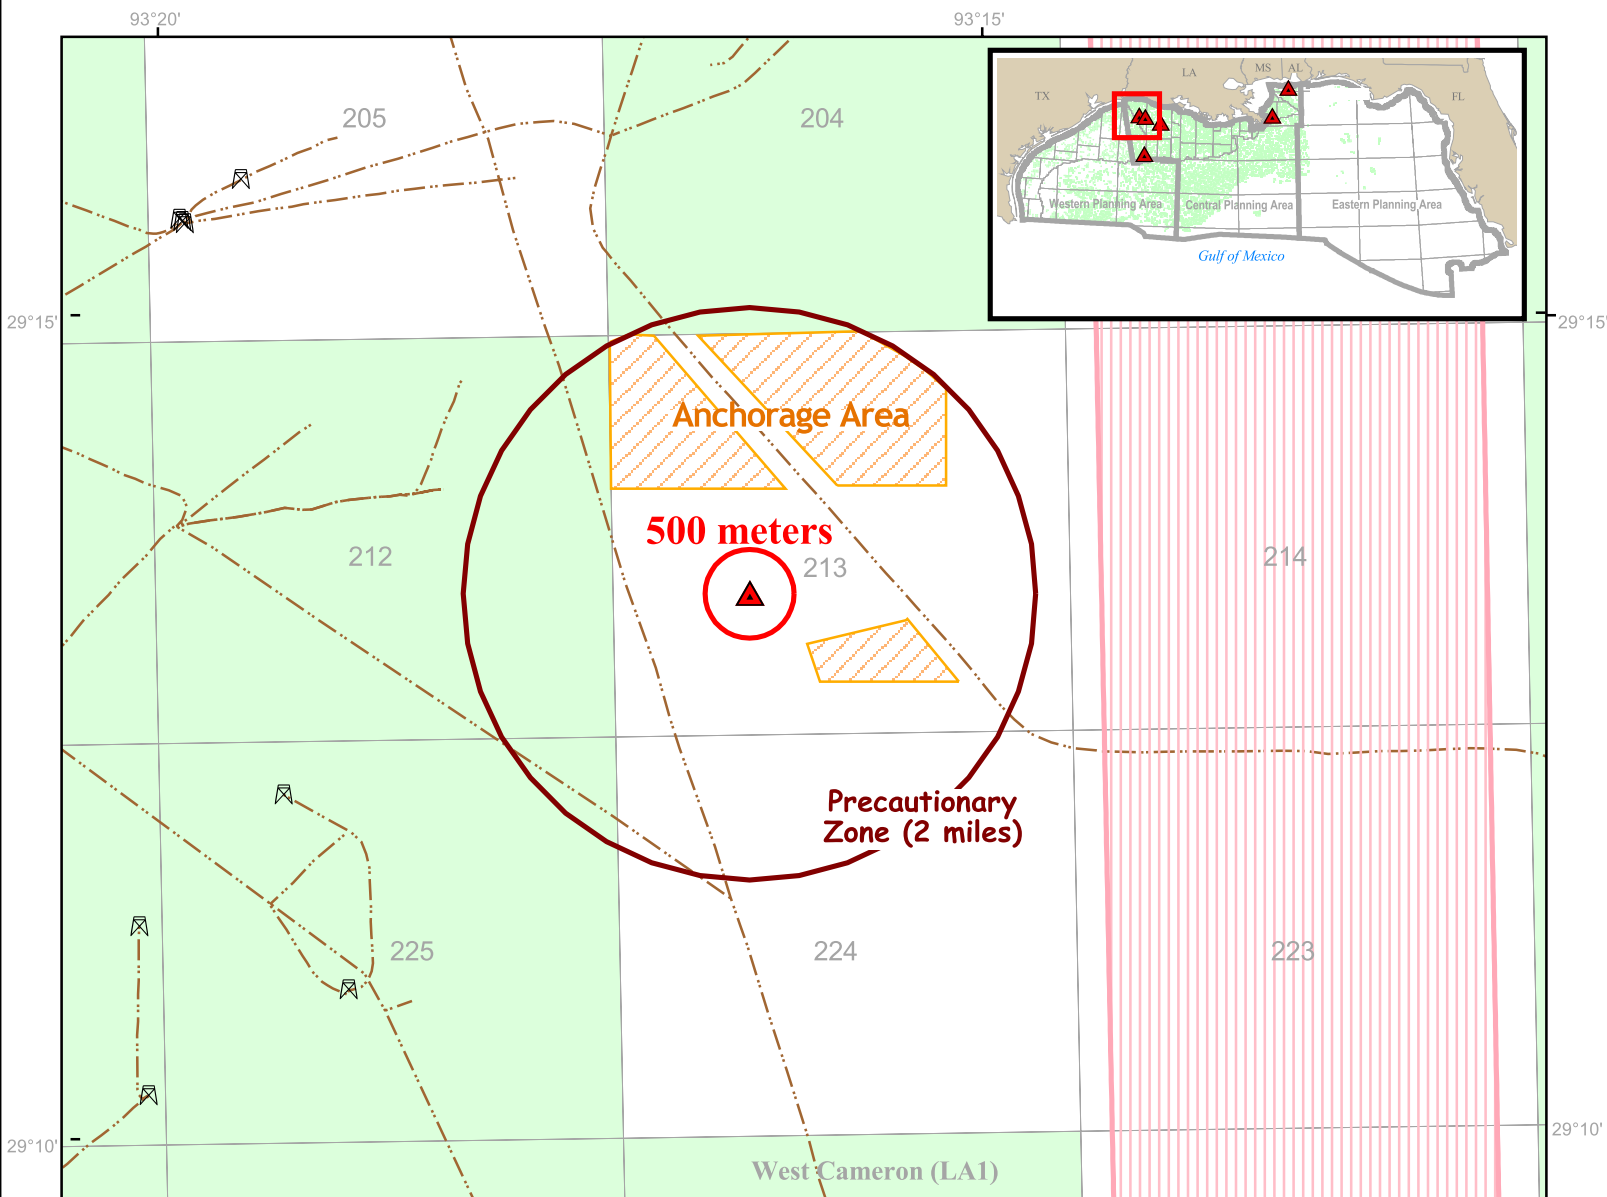 93°20'
93°15'
205
204
TX
LA
MS
AL
FL
Western Planning Area
Central Planning Area
Eastern Planning Area
Gulf of Mexico
29°15'
29°15'
Anchorage Area
500 meters
212
213
214
Precautionary
Zone (2 miles)
225
224
223
29°10'
29°10'
West Cameron (LA1)